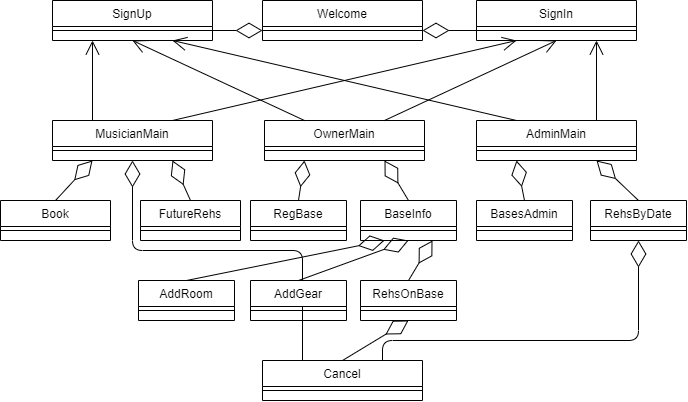 SignUp
Welcome
SignIn
MusicianMain
OwnerMain
AdminMain
Book
FutureRehs
RegBase
BaseInfo
BasesAdmin
RehsByDate
AddRoom
AddGear
RehsOnBase
Cancel